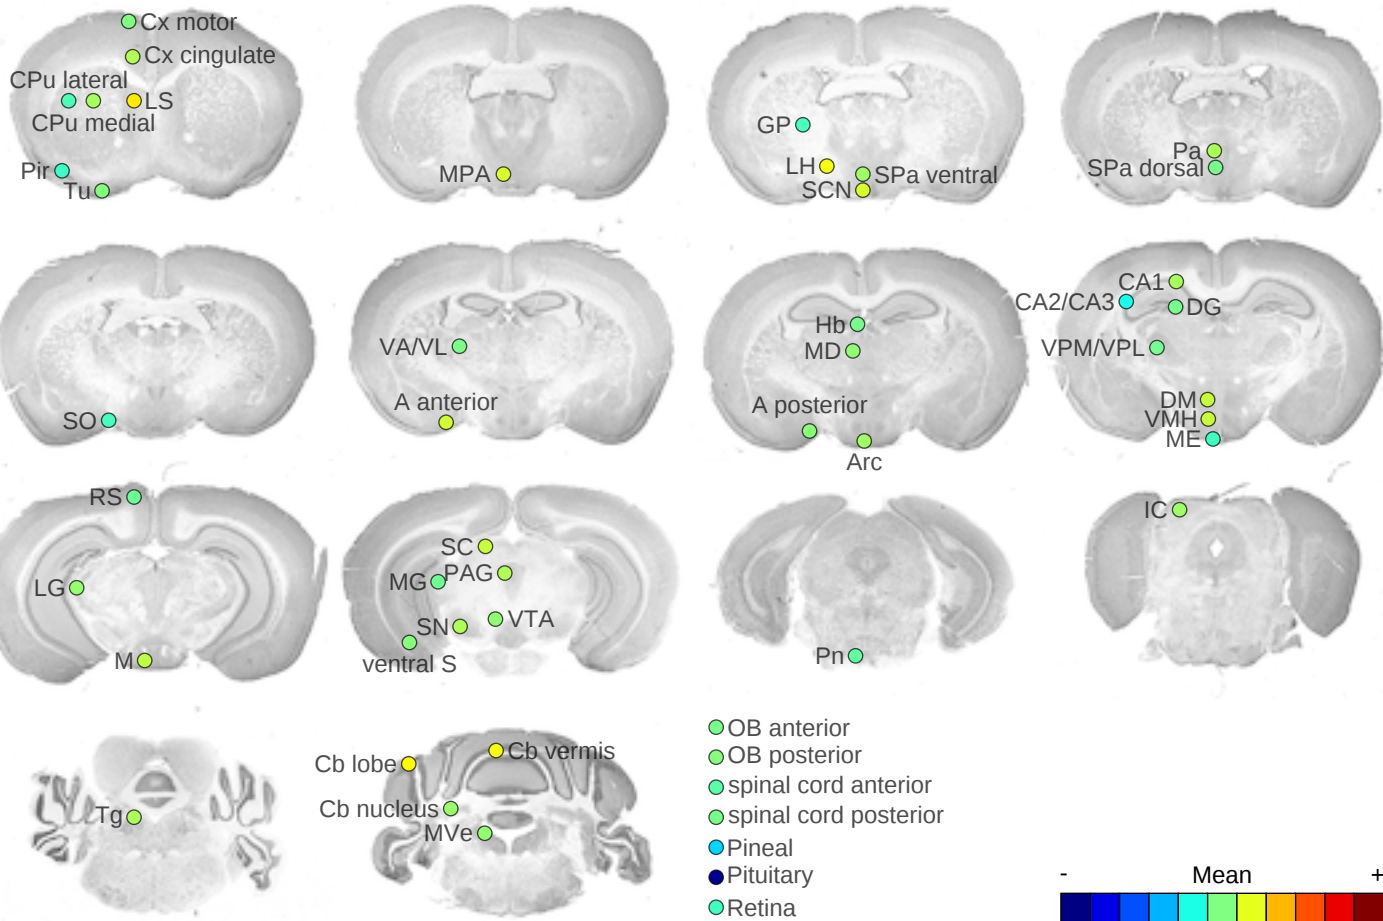 Cx motor
Cx cingulate
CPu lateral
LS
CPu medial
Pir
Tu
MPA
GP
LH
SPa ventral
SCN
Pa
SPa dorsal
SO
VA/VL
A anterior
Hb
MD
A posterior
Arc
CA1
CA2/CA3
DG
VPM/VPL
DM
VMH
ME
RS
LG
M
SC
PAG
MG
VTA
SN
ventral S
Pn
IC
Tg
Cb vermis
Cb lobe
Cb nucleus
MVe
OB anterior
OB posterior
spinal cord anterior
spinal cord posterior
Pineal
Pituitary
Retina
- Mean +